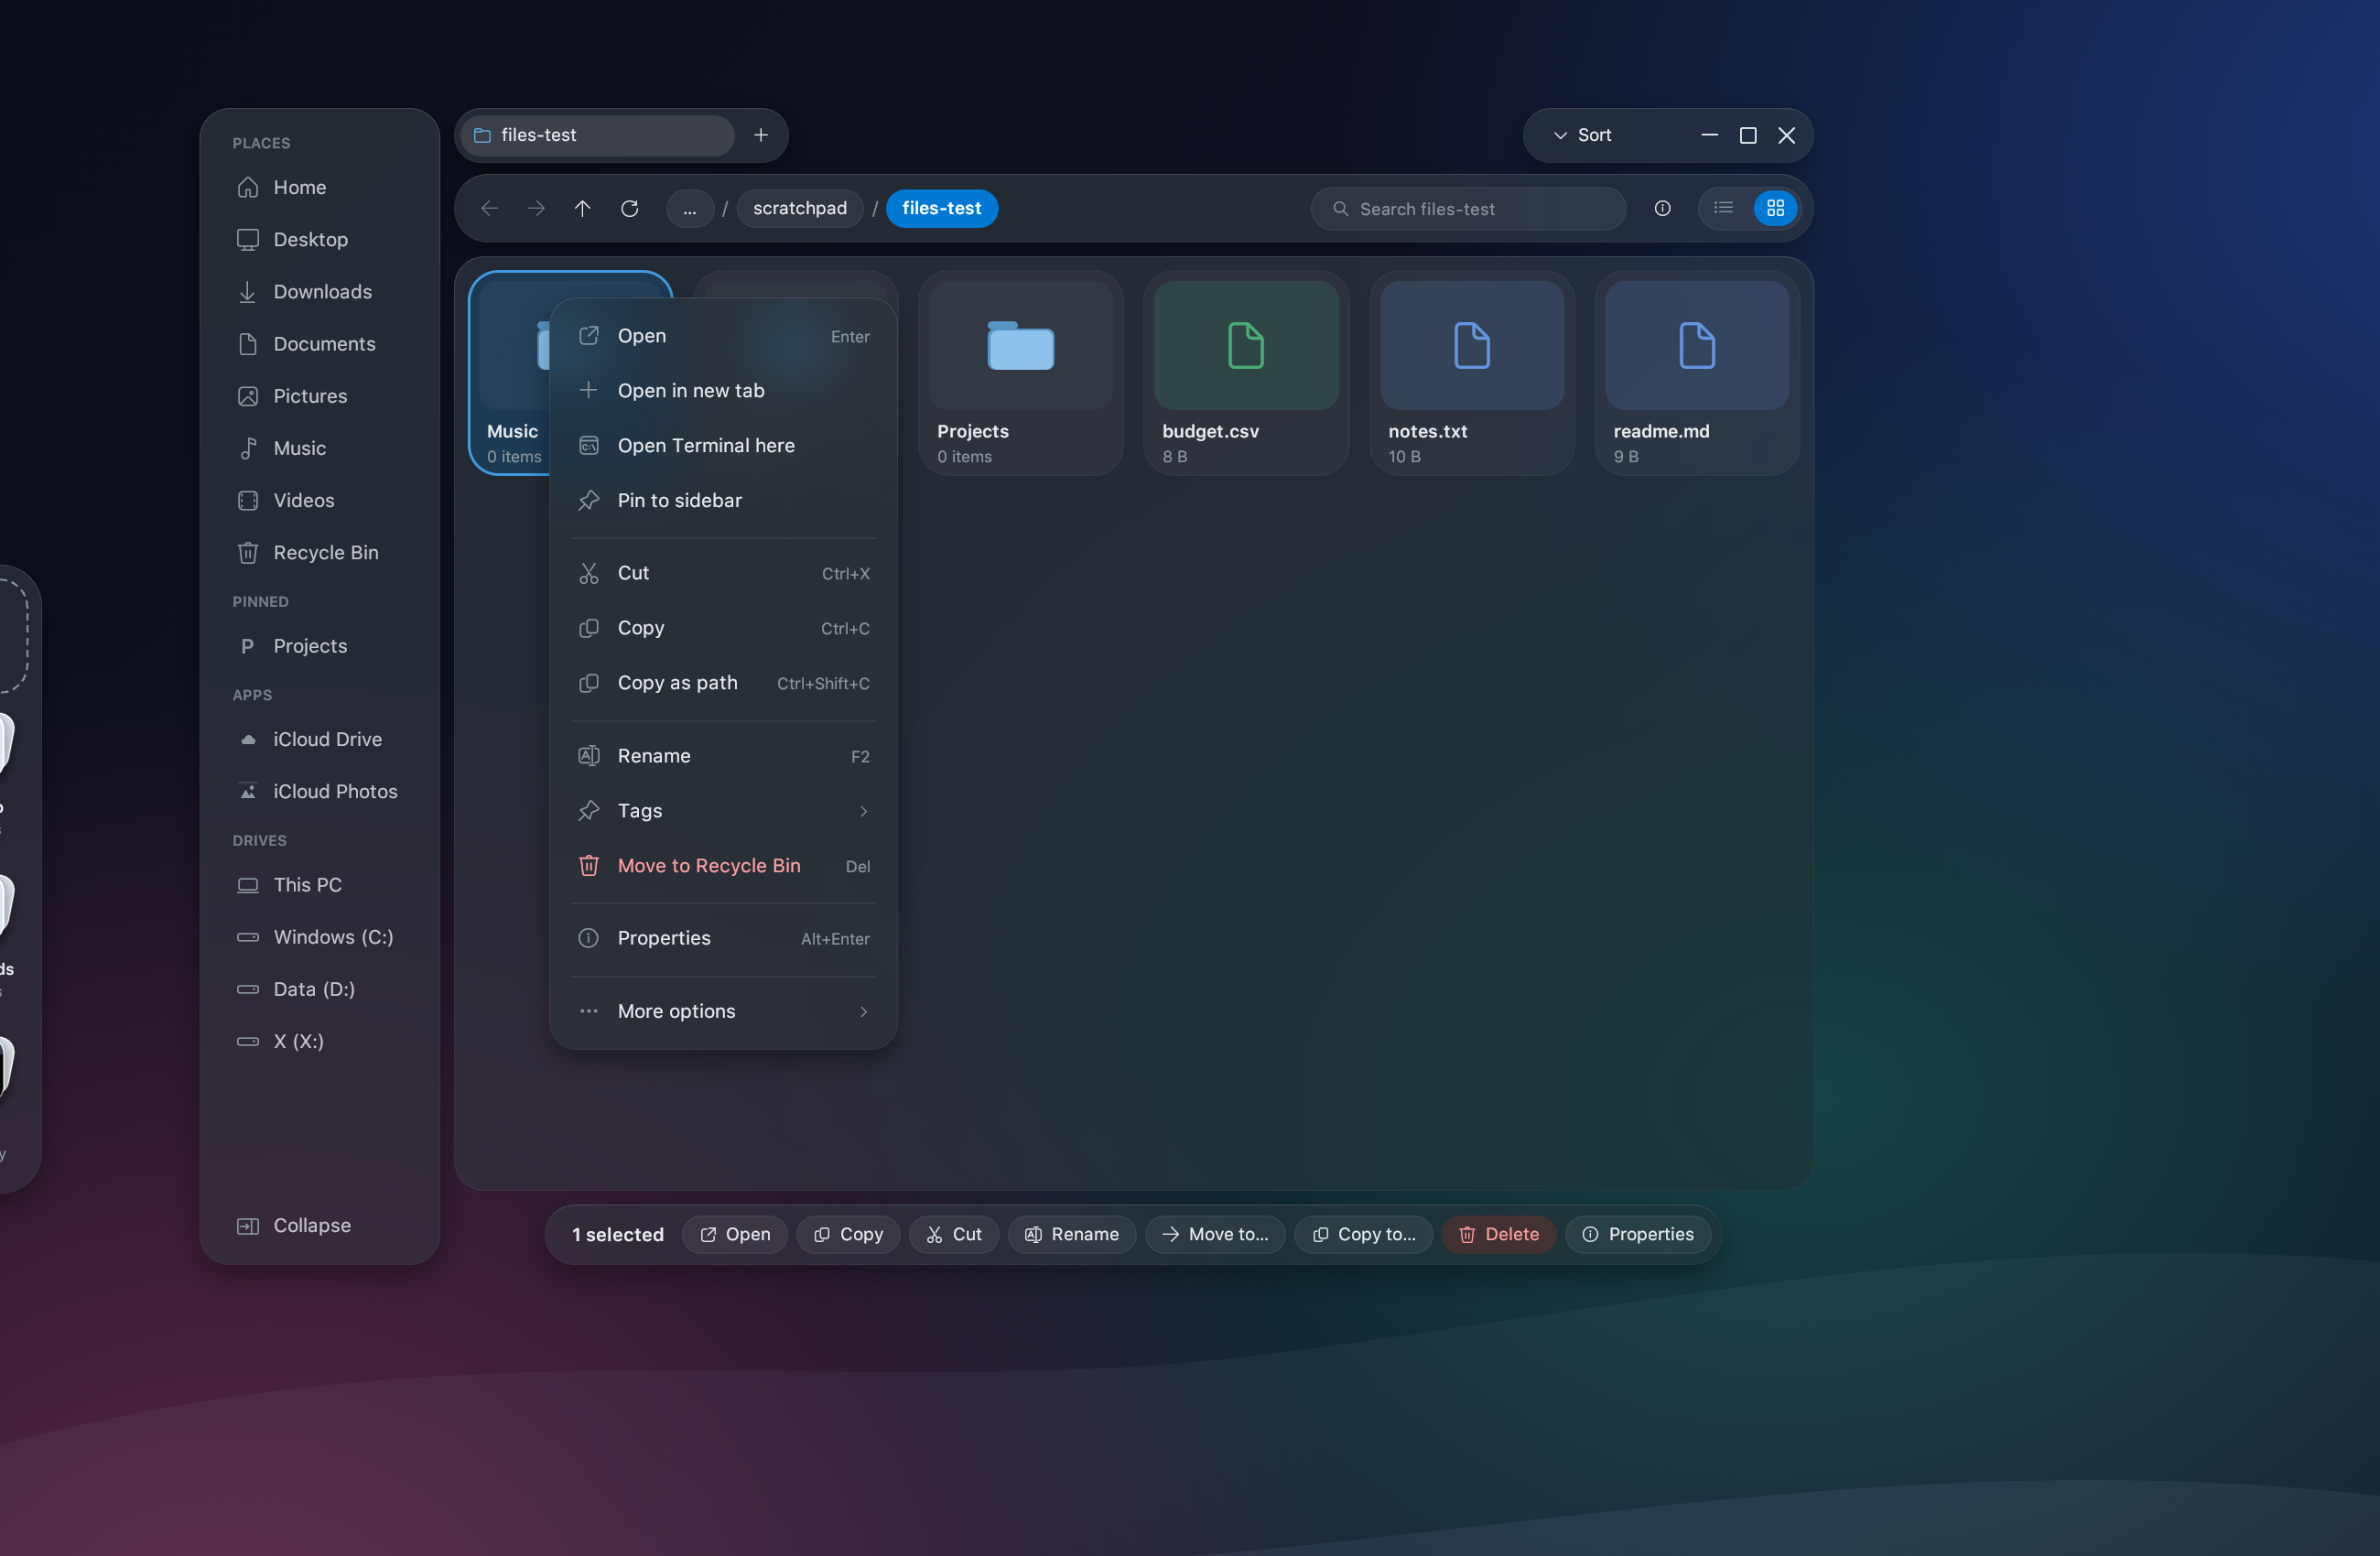 PLACES
Home
Desktop
Downloads
Documents
Pictures
Music
Videos
Recycle Bin
PINNED
P Projects
APPS
iCloud Drive
iCloud Photos
DRIVES
This PC
Windows (C:)
Data (D:)
X (X:)
Collapse
files-test
Sort
... / scratchpad / files-test
Search files-test
Music
0 items
Projects
0 items
budget.csv
8 B
notes.txt
10 B
readme.md
9 B
Open Enter
Open in new tab
Open Terminal here
Pin to sidebar
Cut Ctrl+X
Copy Ctrl+C
Copy as path Ctrl+Shift+C
Rename F2
Tags
Move to Recycle Bin Del
Properties Alt+Enter
More options
1 selected Open Copy Cut Rename Move to... Copy to... Delete Properties